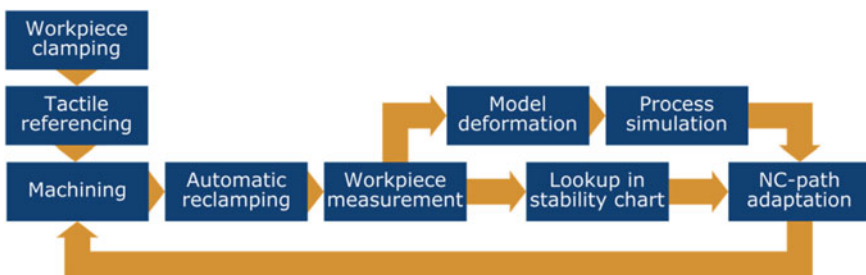 Workpiece
clamping
Tactile
referencing
Model
deformation
Process
simulation
Machining
Automatic
reclamping
Workpiece
measurement
Lookup in
stability chart
NC-path
adaptation